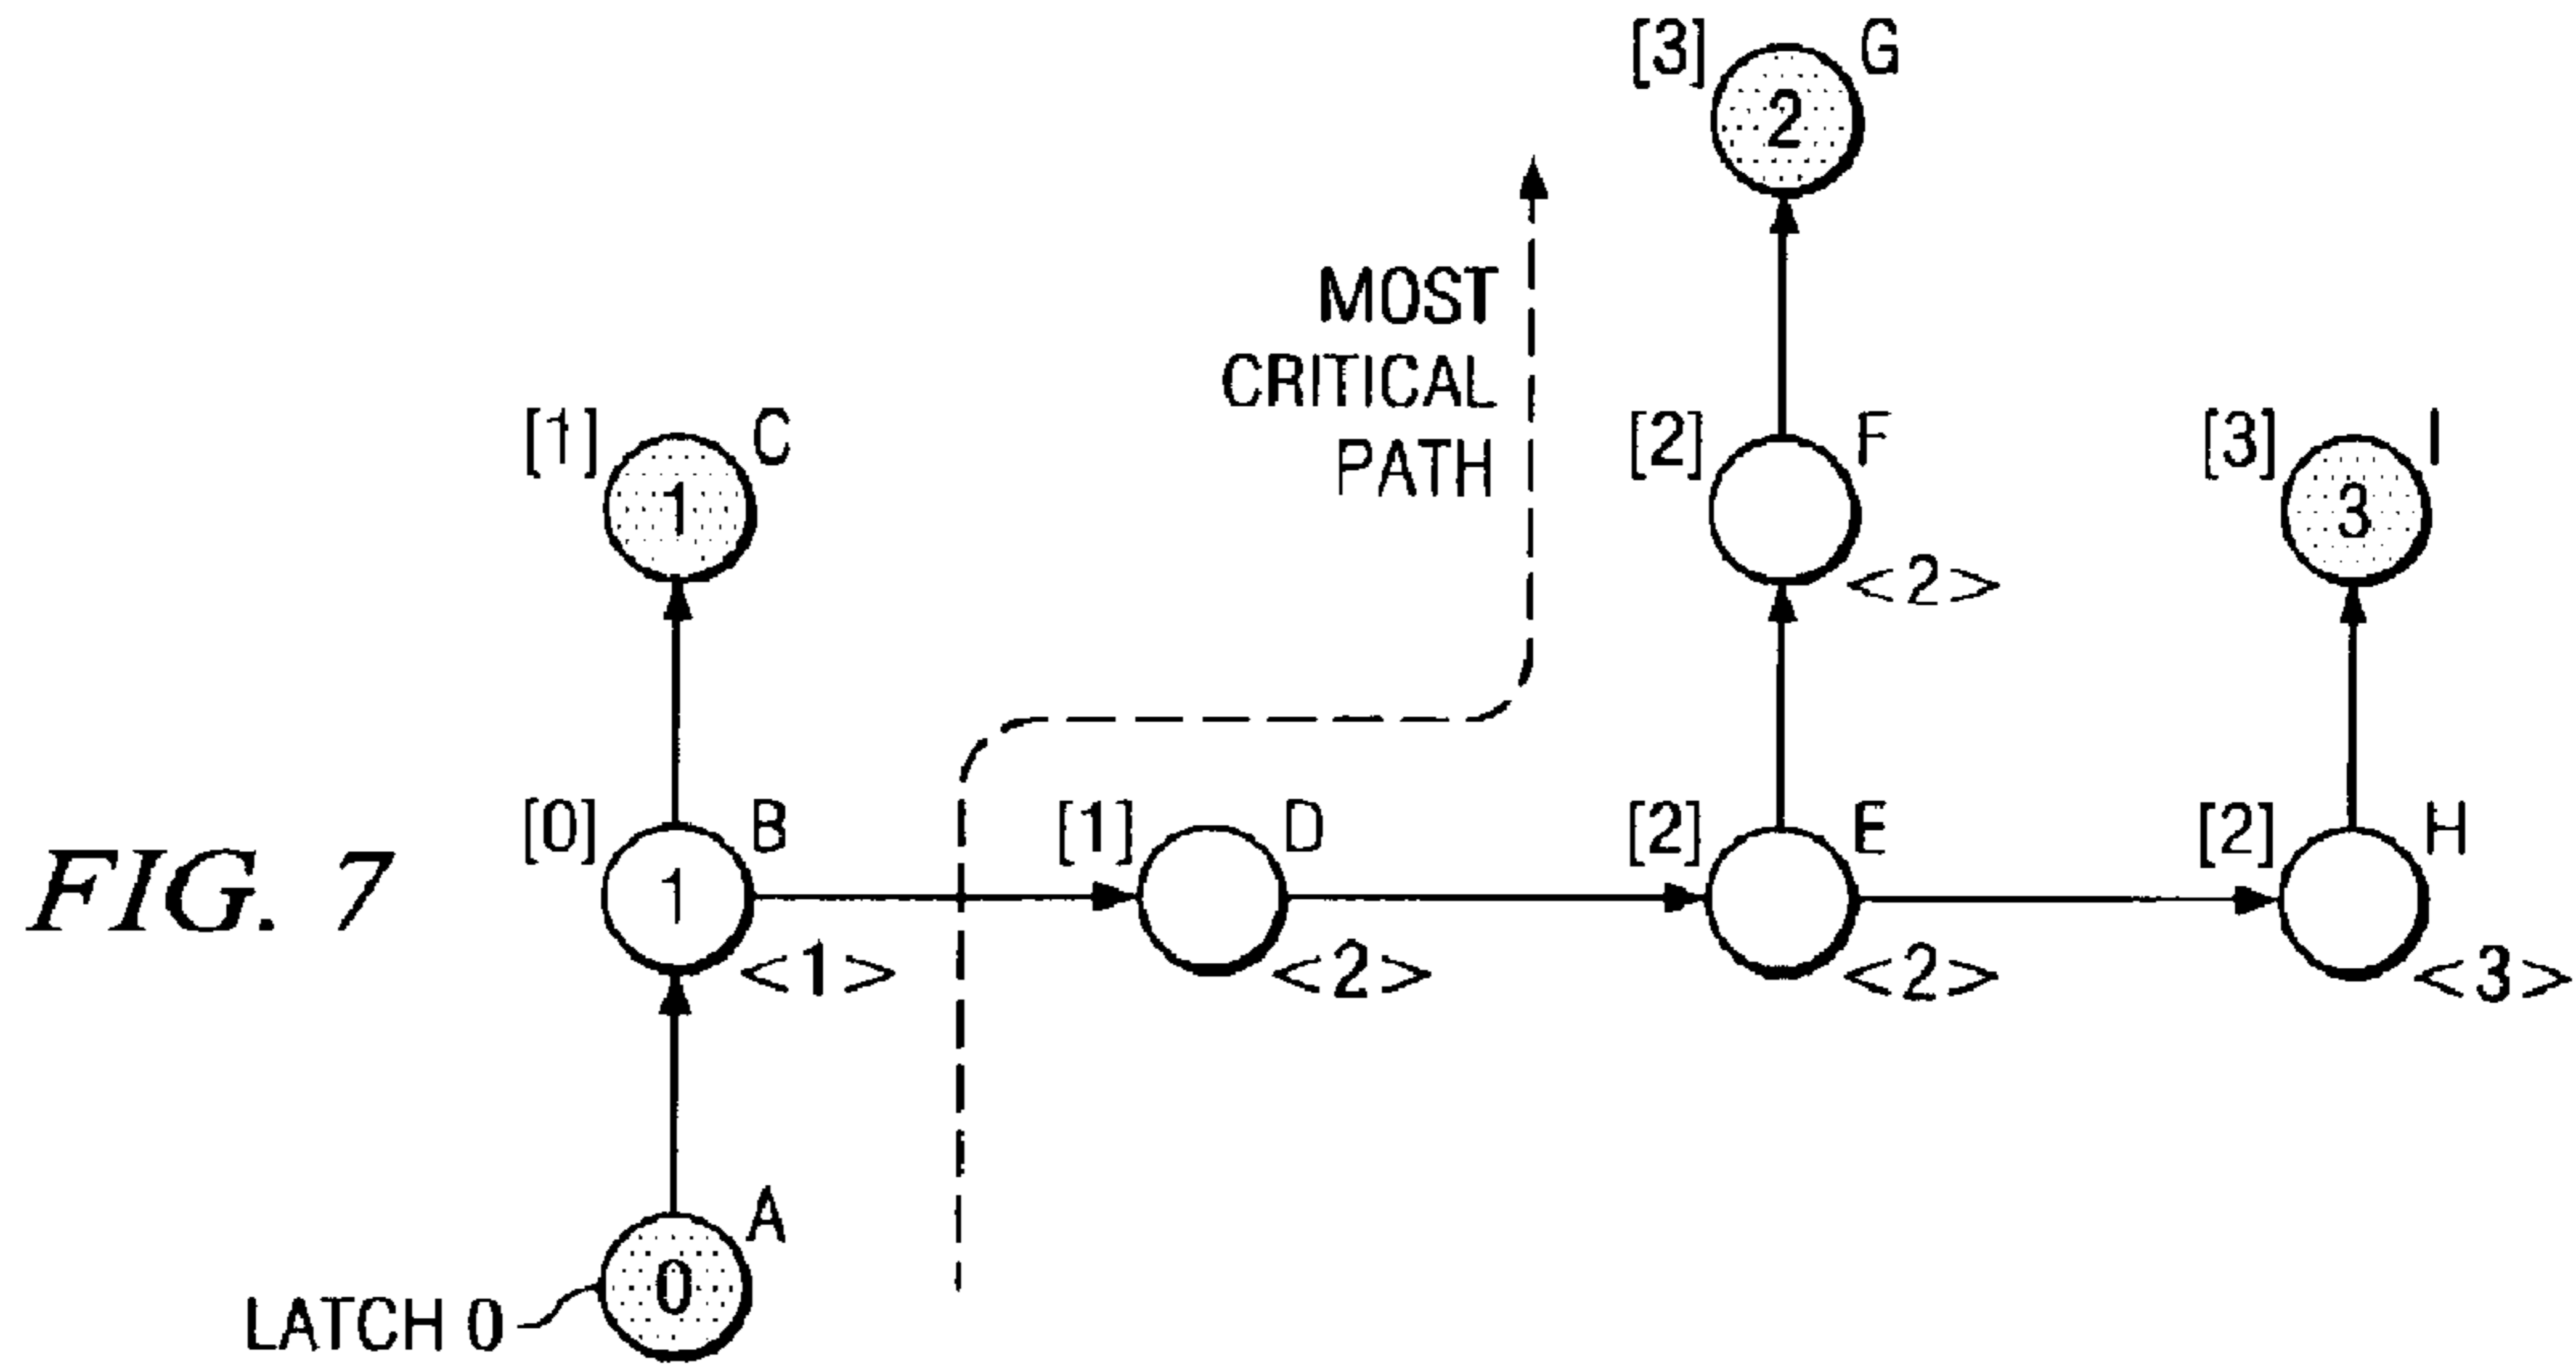 [3] G
2
MOST
CRITICAL
PATH
[1] C
[2] F
[3] I
1
3
<2>
[0] B
[1] D
[2] E
[2] H
FIG. 7
1
<1>
<2>
<2>
<3>
A
0
LATCH 0